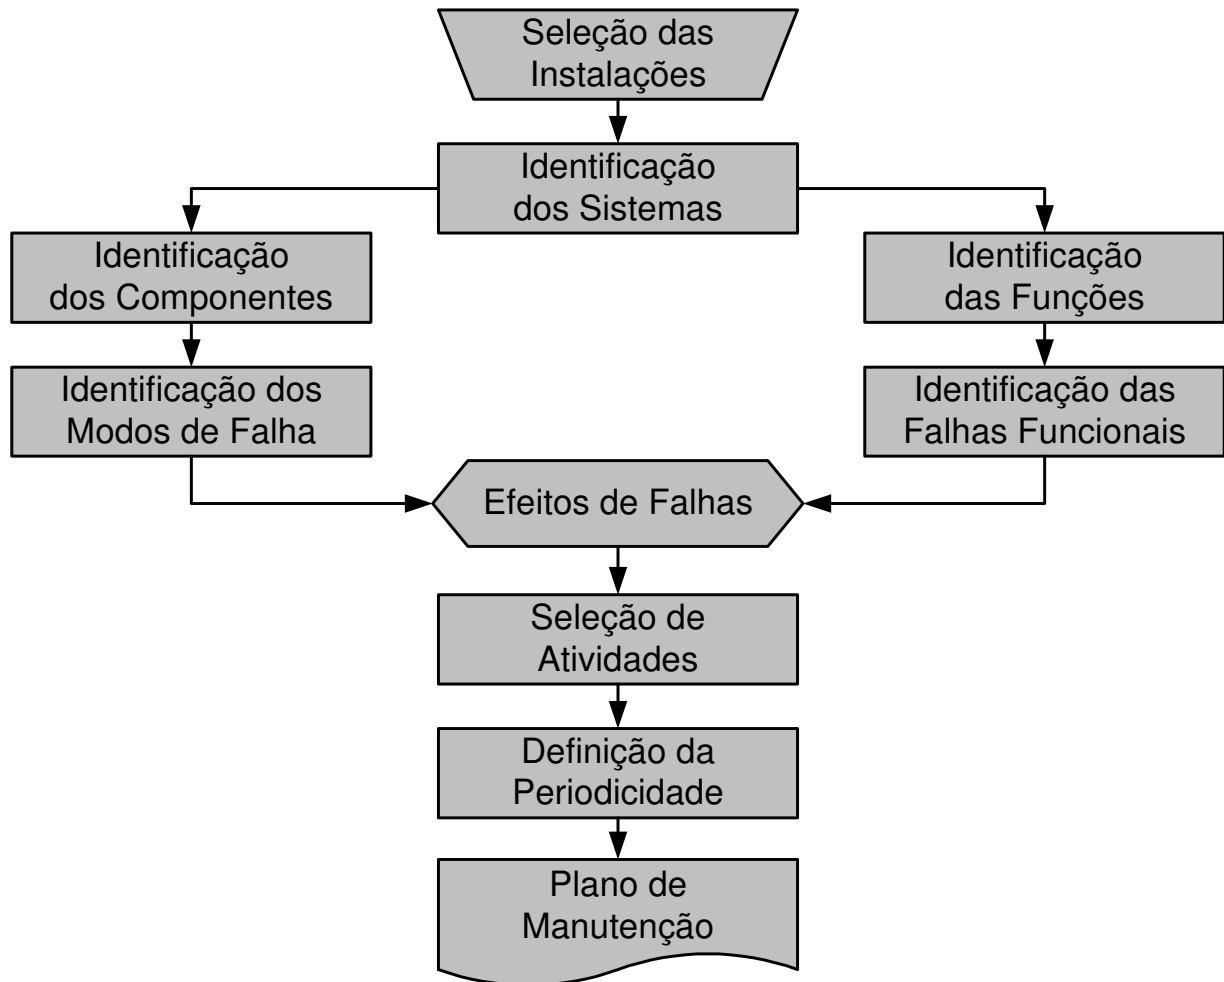 Seleção das
Instalações
Identificação
dos Sistemas
Identificação
dos Componentes
Identificação
das Funções
Identificação dos
Modos de Falha
Identificação das
Falhas Funcionais
Efeitos de Falhas
Seleção de
Atividades
Definição da
Periodicidade
Plano de
Manutenção